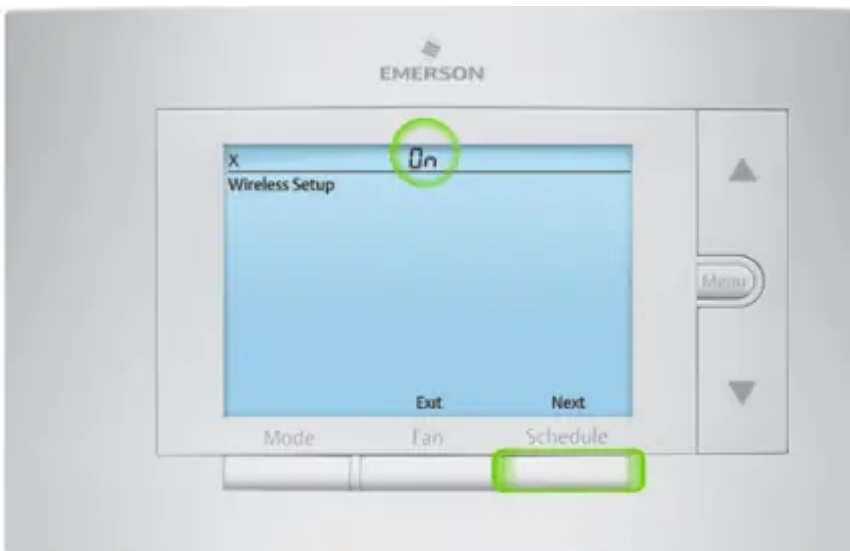 EMERSON
X On
Wireless Setup
Menu
Exit Next
Mode Fan Schedule